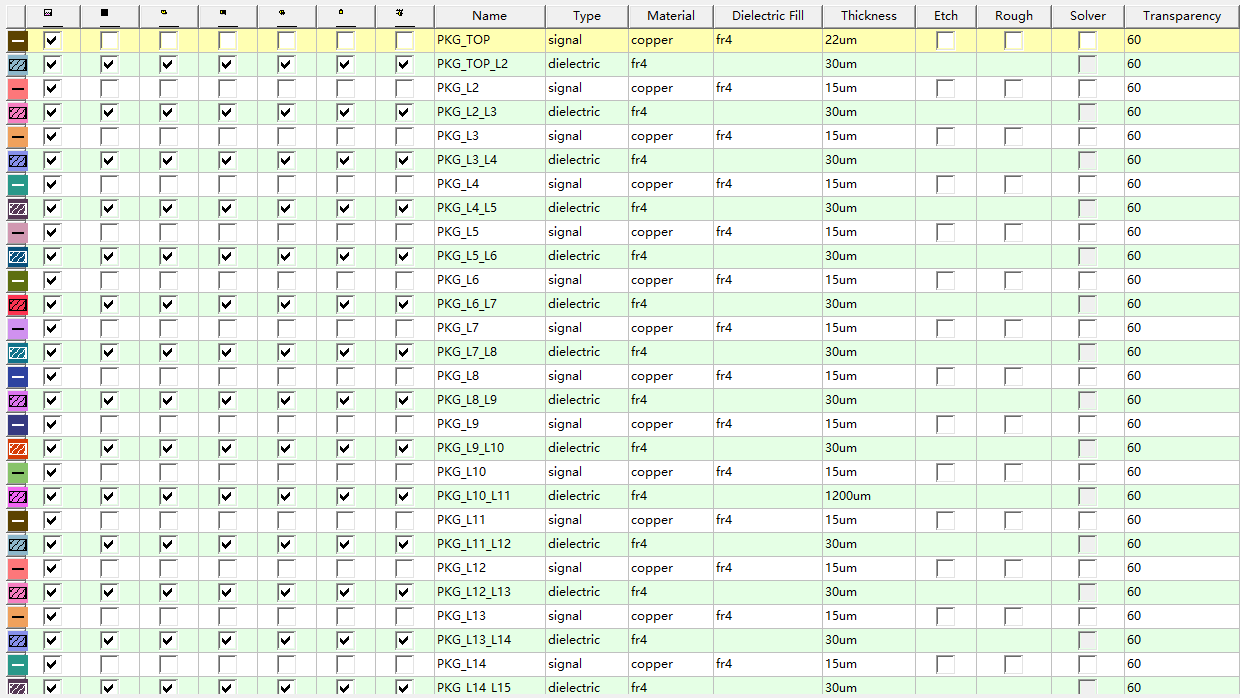 Name Type Material Dielectric Fill Thickness Etch Rough Solver Transparency
PKG_TOP signal copper fr4 22um 60
PKG_TOP_L2 dielectric fr4 30um 60
PKG_L2 signal copper fr4 15um 60
PKG_L2_L3 dielectric fr4 30um 60
PKG_L3 signal copper fr4 15um 60
PKG_L3_L4 dielectric fr4 30um 60
PKG_L4 signal copper fr4 15um 60
PKG_L4_L5 dielectric fr4 30um 60
PKG_L5 signal copper fr4 15um 60
PKG_L5_L6 dielectric fr4 30um 60
PKG_L6 signal copper fr4 15um 60
PKG_L6_L7 dielectric fr4 30um 60
PKG_L7 signal copper fr4 15um 60
PKG_L7_L8 dielectric fr4 30um 60
PKG_L8 signal copper fr4 15um 60
PKG_L8_L9 dielectric fr4 30um 60
PKG_L9 signal copper fr4 15um 60
PKG_L9_L10 dielectric fr4 30um 60
PKG_L10 signal copper fr4 15um 60
PKG_L10_L11 dielectric fr4 1200um 60
PKG_L11 signal copper fr4 15um 60
PKG_L11_L12 dielectric fr4 30um 60
PKG_L12 signal copper fr4 15um 60
PKG_L12_L13 dielectric fr4 30um 60
PKG_L13 signal copper fr4 15um 60
PKG_L13_L14 dielectric fr4 30um 60
PKG_L14 signal copper fr4 15um 60
PKG_L14_L15 dielectric fr4 30um 60